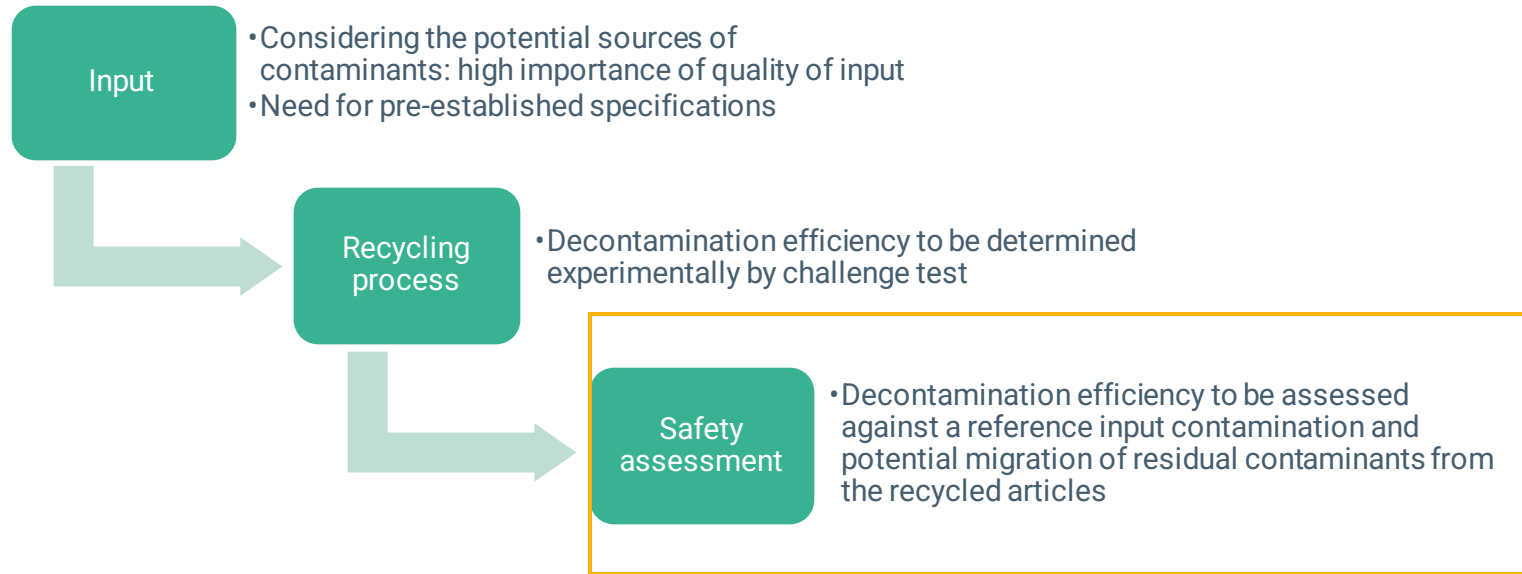 Input
•Considering the potential sources of
contaminants: high importance of quality of input
•Need for pre-established specifications
Recycling
process
•Decontamination efficiency to be determined
experimentally by challenge test
Safety
assessment
•Decontamination efficiency to be assessed
against a reference input contamination and
potential migration of residual contaminants from
the recycled articles